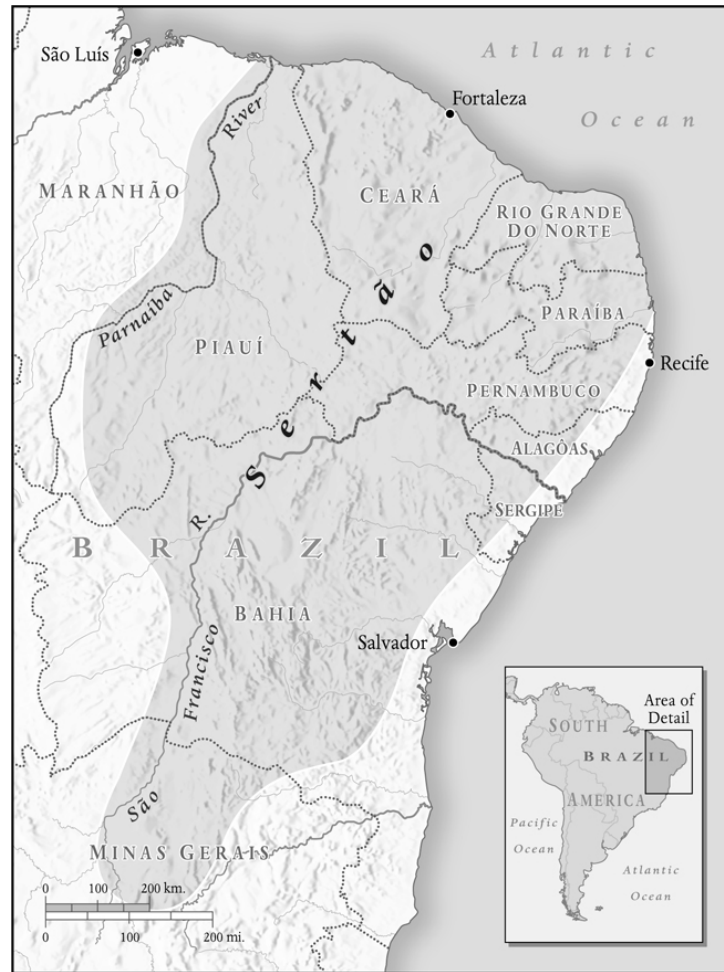 São Luís
Atlantic
Ocean
Fortaleza
River
MARANHÃO
CEARÁ
RIO GRANDE
DO NORTE
Sertão
PARAÍBA
Parnaíba
PIAUÍ
Recife
PERNAMBUCO
ALAGÔAS
SERGIPE
BRAZIL
São Francisco R.
BAHIA
Salvador
MINAS GERAIS
0 100 200 km.
0 100 200 mi.
Area of
Detail
SOUTH
BRAZIL
AMERICA
Pacific
Ocean
Atlantic
Ocean